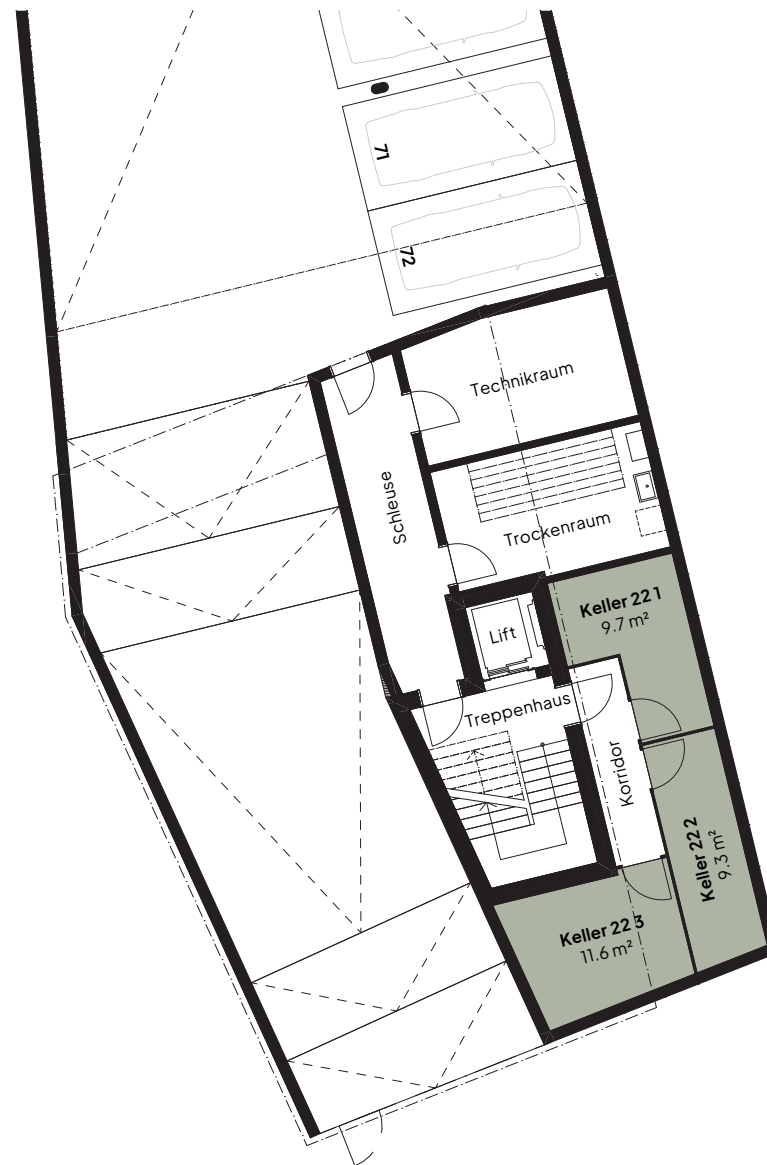 71
72
Technikraum
Schleuse
Trockenraum
Keller 22 1
9.7 m²
Lift
Treppenhaus
Korridor
Keller 22 2
9.3 m²
Keller 22 3
11.6 m²